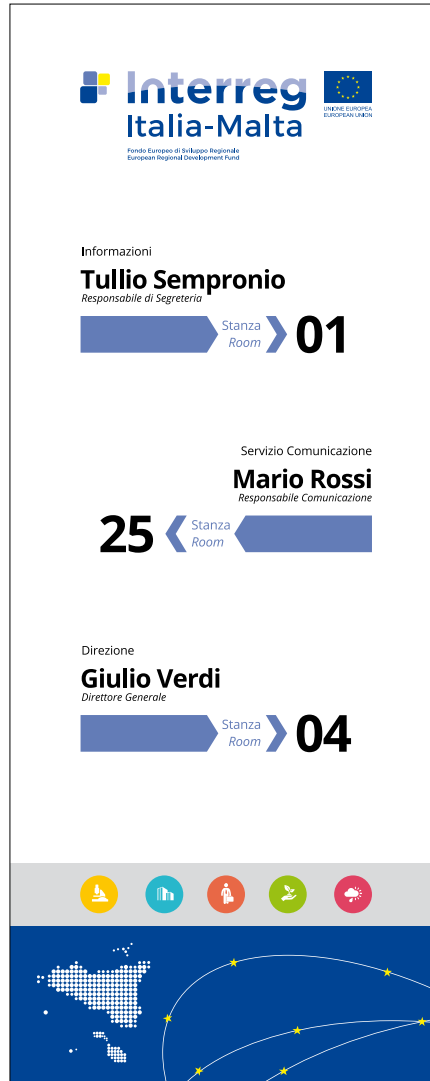 Interreg
Italia-Malta
Fondo Europeo di Sviluppo Regionale
European Regional Development Fund
UNIONE EUROPEA
EUROPEAN UNION
Informazioni
Tullio Sempronio
Responsabile di Segreteria
Stanza
Room
01
Servizio Comunicazione
Mario Rossi
Responsabile Comunicazione
25
Stanza
Room
Direzione
Giulio Verdi
Direttore Generale
Stanza
Room
04